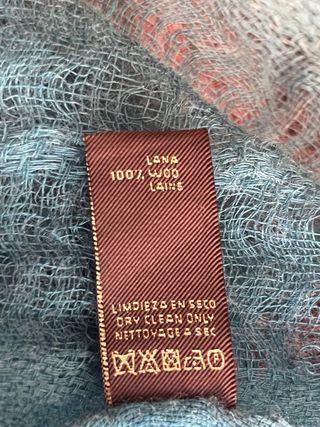 LANA
100% WOO
LAINE
LIMPIEZA EN SECO
DRY CLEAN ONLY
NETTOYAGE A SEC